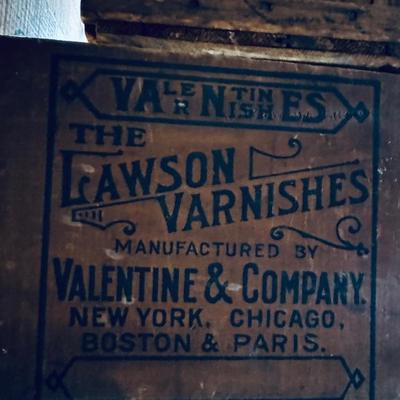 VALENTINES
VARNISHES
THE
LAWSON
VARNISHES
MANUFACTURED BY
VALENTINE & COMPANY.
NEW YORK, CHICAGO,
BOSTON & PARIS.